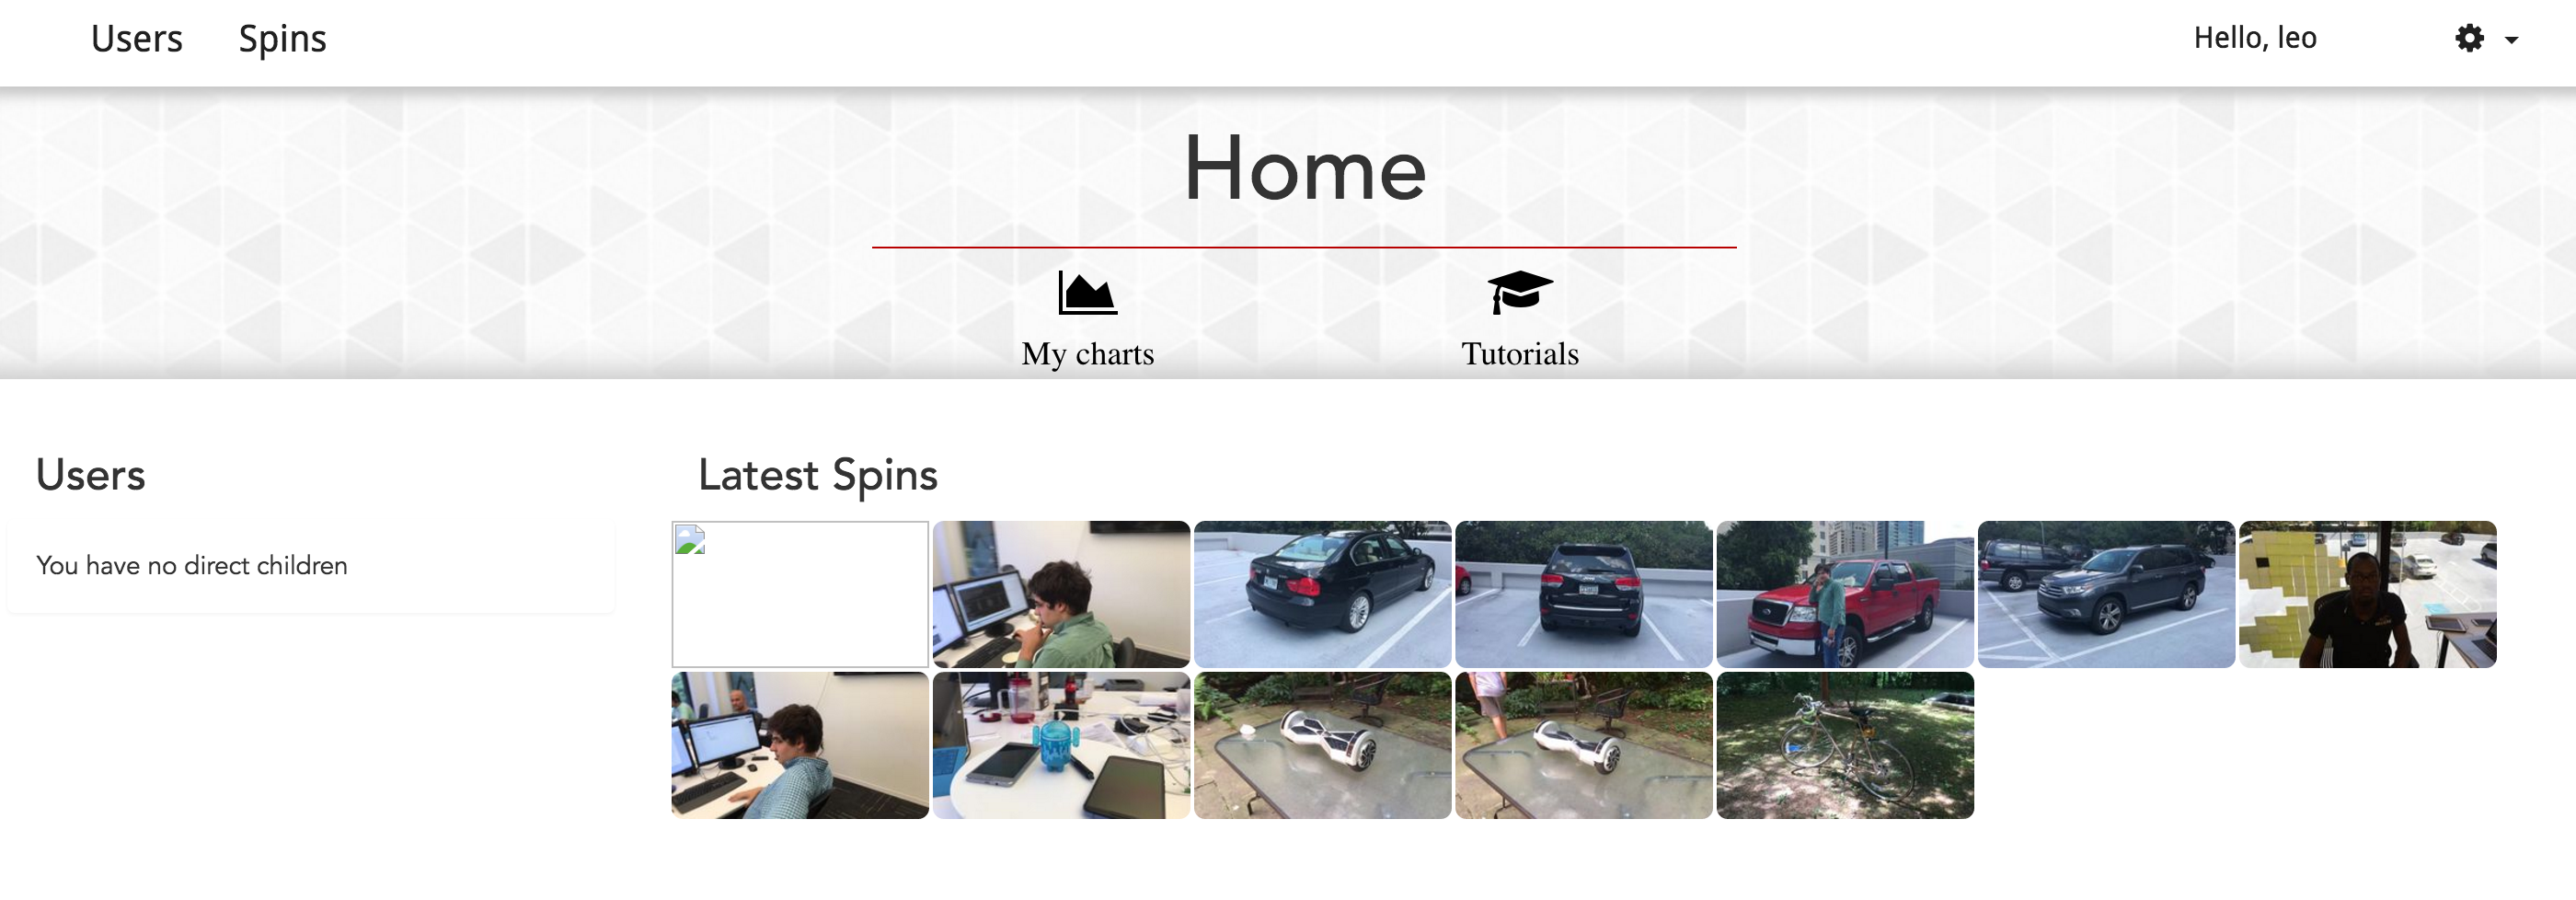 Users Spins Hello, leo
Home
My charts Tutorials
Users
You have no direct children
Latest Spins